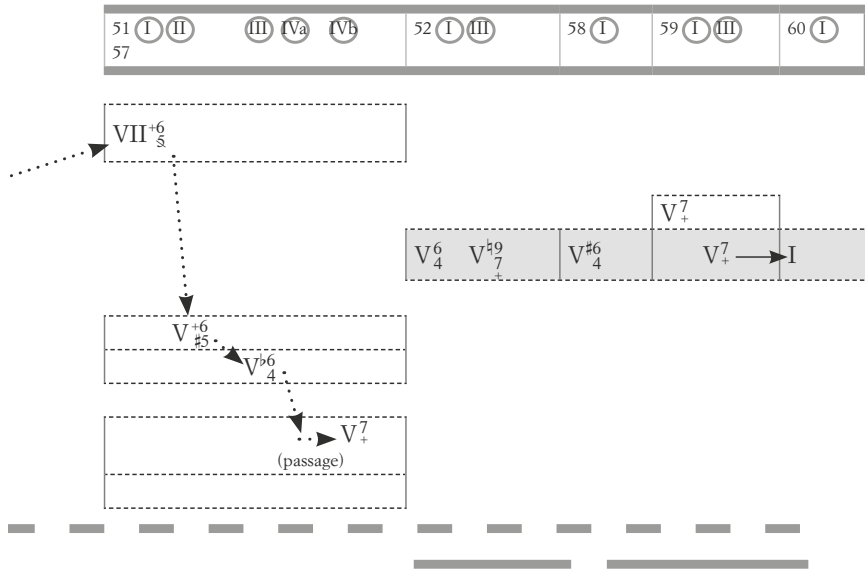 51 I II III IVa IVb 52 I III 58 I 59 I III 60 I
57
VII+6 5
V7 +
V6 4 V♮9 7 + V♯6 4 V7 + I
V+6 ♯5
V♭6 4
V7 +
(passage)